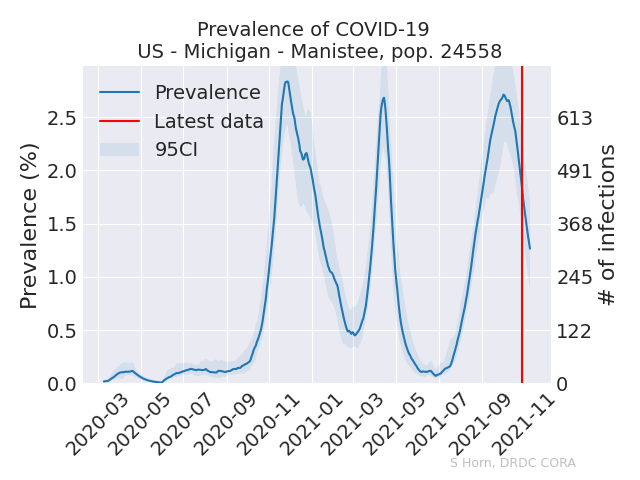 Prevalence of COVID-19
US - Michigan - Manistee, pop. 24558
Prevalence
Latest data
95CI
Prevalence (%)
2.5
2.0
1.5
1.0
0.5
0.0
613
491
368
245
122
0
# of infections
2020-03
2020-05
2020-07
2020-09
2020-11
2021-01
2021-03
2021-05
2021-07
2021-09
2021-11
S Horn, DRDC CORA